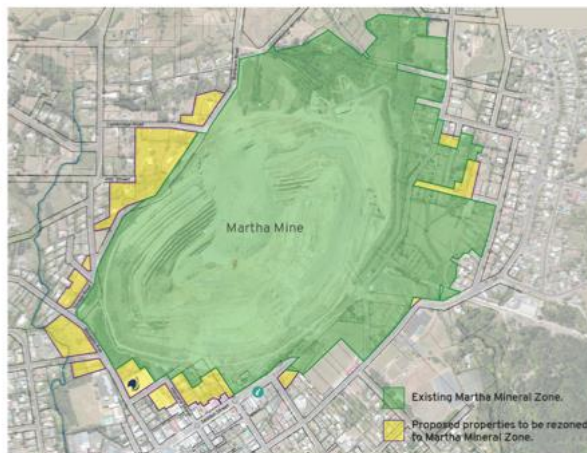 Martha Mine
Existing Martha Mineral Zone.
Proposed properties to be rezoned
to Martha Mineral Zone.